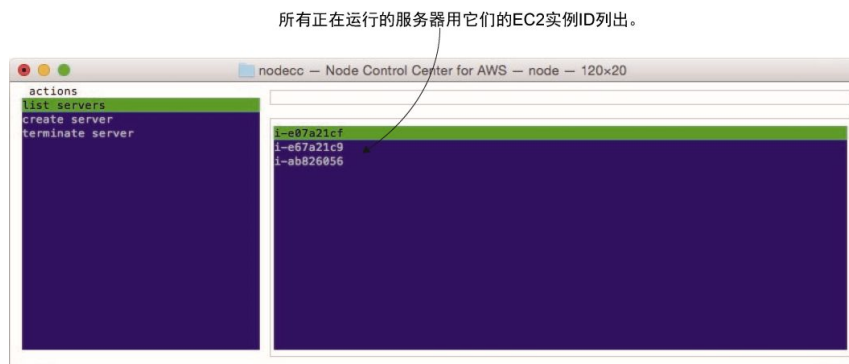 所有正在运行的服务器用它们的EC2实例ID列出。
nodecc — Node Control Center for AWS — node — 120×20
actions
list servers
create server
terminate server
i-e07a21cf
i-e67a21c9
i-ab826056